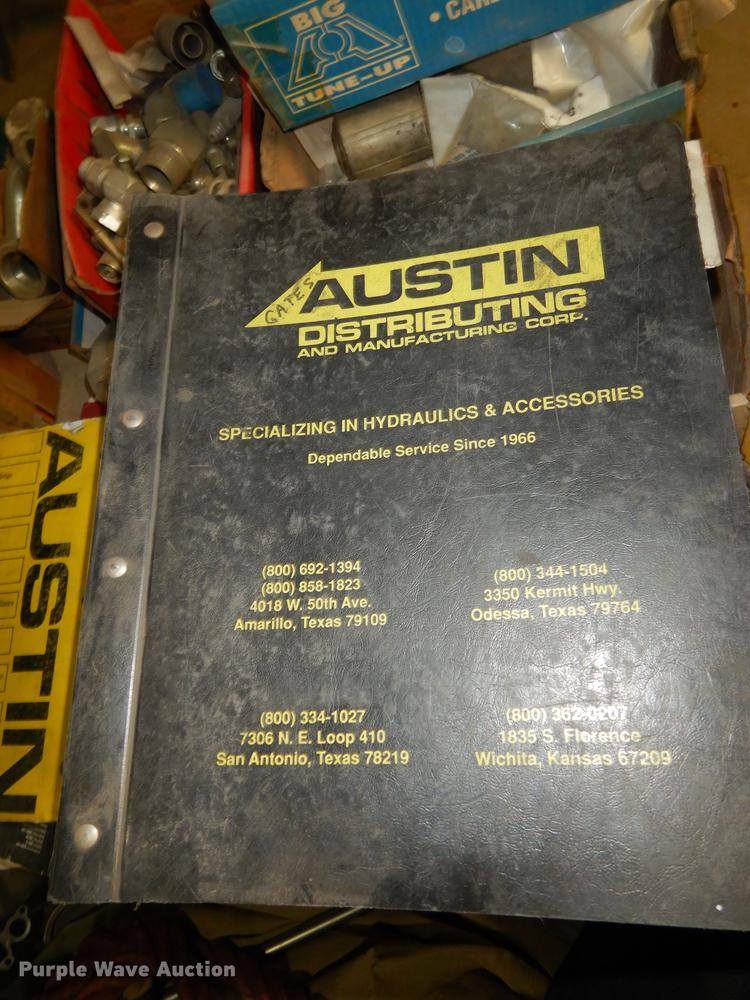 BIG
TUNE-UP
GATES
AUSTIN
DISTRIBUTING
AND MANUFACTURING CORP.
SPECIALIZING IN HYDRAULICS & ACCESSORIES
Dependable Service Since 1966
(800) 692-1394
(800) 858-1823
4018 W. 50th Ave.
Amarillo, Texas 79109
(800) 344-1504
3350 Kermit Hwy.
Odessa, Texas 79764
(800) 334-1027
7306 N. E. Loop 410
San Antonio, Texas 78219
(800) 362-0207
1835 S. Florence
Wichita, Kansas 67209
AUSTIN
Purple Wave Auction